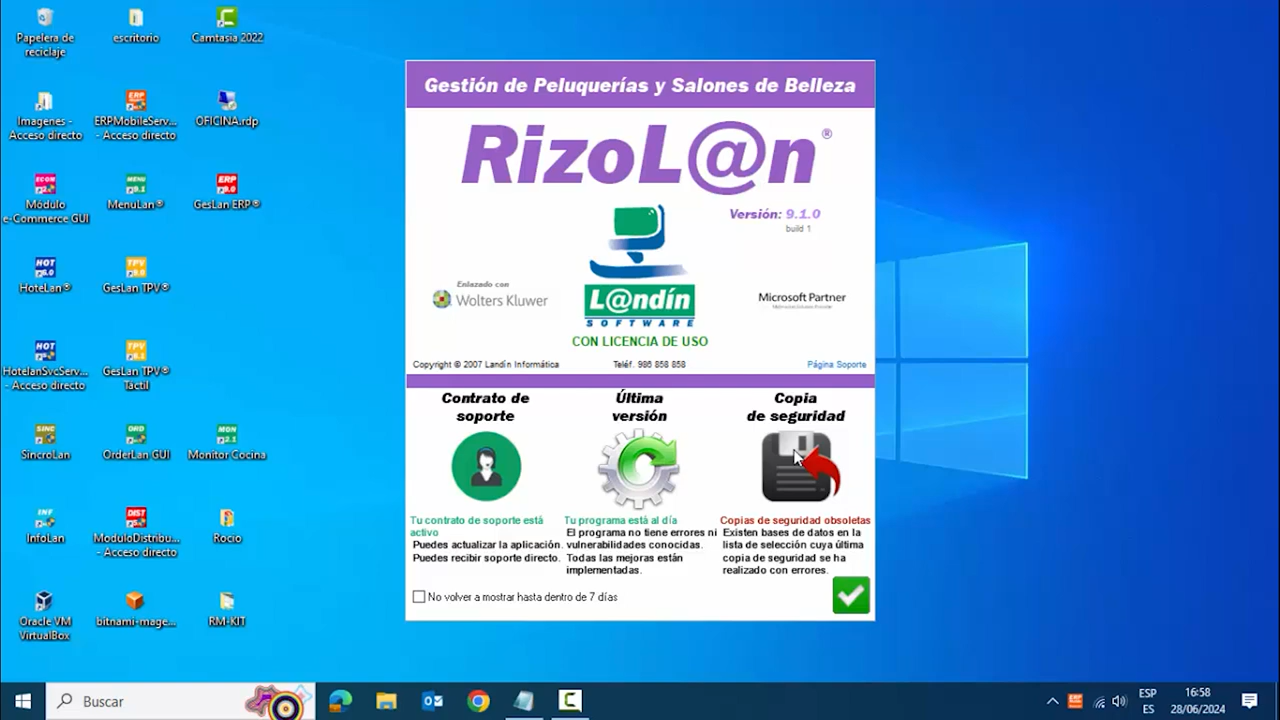 Papelera de
reciclaje
escritorio
Camtasia 2022
Imagenes -
Acceso directo
ERPMobileServ...
- Acceso directo
OFICINA.rdp
Módulo
e-Commerce GUI
MenuLan®
GesLan ERP®
HoteLan®
GesLan TPV®
HotelanSvcServ...
- Acceso directo
GesLan TPV®
Táctil
SincroLan
OrderLan GUI
Monitor Cocina
InfoLan
ModuloDistribu...
- Acceso directo
Rocio
Oracle VM
VirtualBox
bitnami-mage...
RM-KIT
Gestión de Peluquerías y Salones de Belleza
RizoL@n®
Versión: 9.1.0
build 1
Enlazado con
Wolters Kluwer
L@ndín
SOFTWARE
Microsoft Partner
CON LICENCIA DE USO
Copyright © 2007 Landín Informática
Teléf. 986 858 858
Página Soporte
Contrato de
soporte
Última
versión
Copia
de seguridad
Tu contrato de soporte está
activo
Puedes actualizar la aplicación.
Puedes recibir soporte directo.
Tu programa está al día
El programa no tiene errores ni
vulnerabilidades conocidas.
Todas las mejoras están
implementadas.
Copias de seguridad obsoletas
Existen bases de datos en la
lista de selección cuya última
copia de seguridad se ha
realizado con errores.
No volver a mostrar hasta dentro de 7 días
Buscar
ESP
ES
16:58
28/06/2024